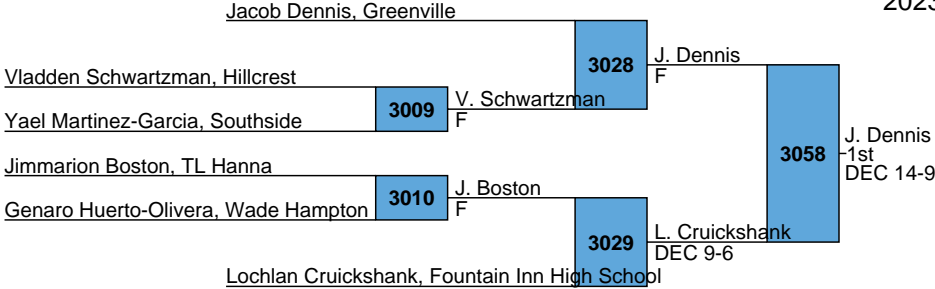 2023
Jacob Dennis, Greenville
3028
J. Dennis
F
Vladden Schwartzman, Hillcrest
3009
V. Schwartzman
F
Yael Martinez-Garcia, Southside
3058
J. Dennis
1st
DEC 14-9
Jimmarion Boston, TL Hanna
3010
J. Boston
F
Genaro Huerto-Olivera, Wade Hampton
3029
L. Cruickshank
DEC 9-6
Lochlan Cruickshank, Fountain Inn High School